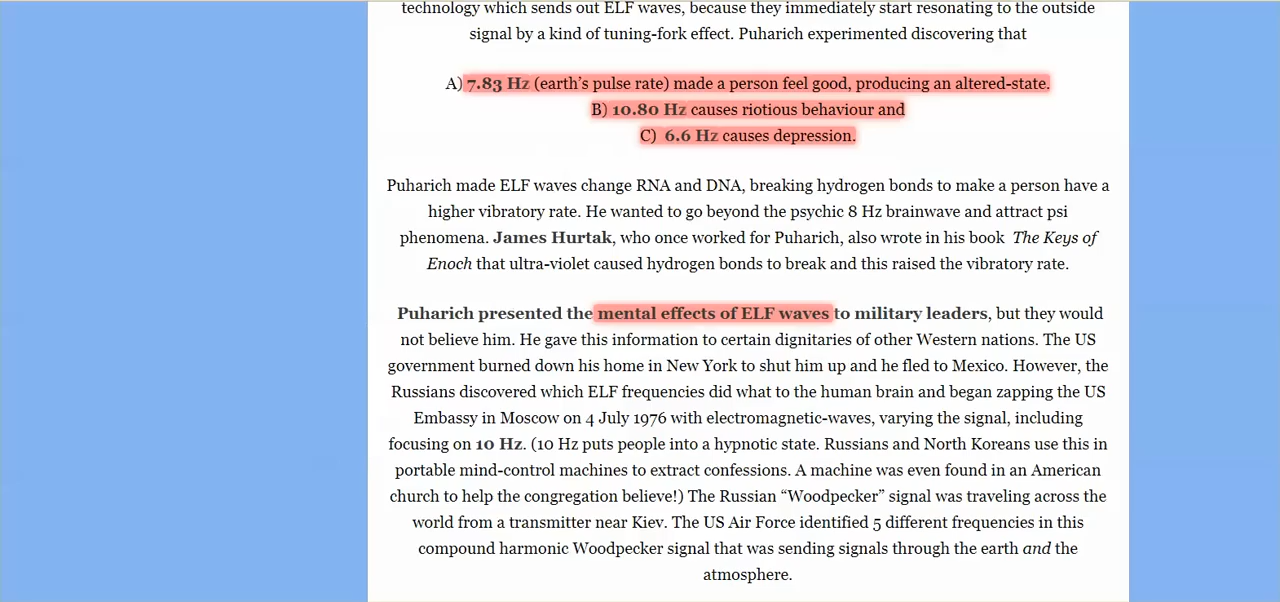 technology which sends out ELF waves, because they immediately start resonating to the outside
signal by a kind of tuning-fork effect. Puharich experimented discovering that
A) 7.83 Hz (earth's pulse rate) made a person feel good, producing an altered-state.
B) 10.80 Hz causes riotious behaviour and
C)  6.6 Hz causes depression.
Puharich made ELF waves change RNA and DNA, breaking hydrogen bonds to make a person have a
higher vibratory rate. He wanted to go beyond the psychic 8 Hz brainwave and attract psi
phenomena. James Hurtak, who once worked for Puharich, also wrote in his book  The Keys of
Enoch that ultra-violet caused hydrogen bonds to break and this raised the vibratory rate.
Puharich presented the mental effects of ELF waves to military leaders, but they would
not believe him. He gave this information to certain dignitaries of other Western nations. The US
government burned down his home in New York to shut him up and he fled to Mexico. However, the
Russians discovered which ELF frequencies did what to the human brain and began zapping the US
Embassy in Moscow on 4 July 1976 with electromagnetic-waves, varying the signal, including
focusing on 10 Hz. (10 Hz puts people into a hypnotic state. Russians and North Koreans use this in
portable mind-control machines to extract confessions. A machine was even found in an American
church to help the congregation believe!) The Russian “Woodpecker” signal was traveling across the
world from a transmitter near Kiev. The US Air Force identified 5 different frequencies in this
compound harmonic Woodpecker signal that was sending signals through the earth and the
atmosphere.